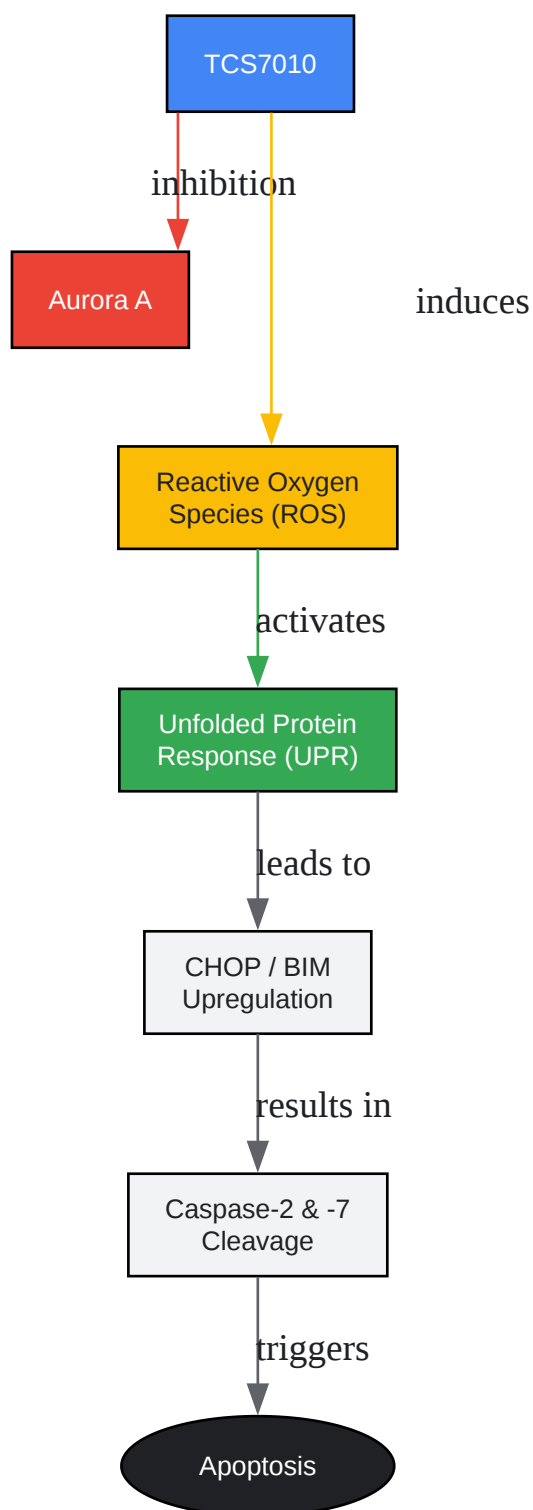 TCS7010
inhibition
Aurora A
induces
Reactive Oxygen
Species (ROS)
activates
Unfolded Protein
Response (UPR)
leads to
CHOP / BIM
Upregulation
results in
Caspase-2 & -7
Cleavage
triggers
Apoptosis